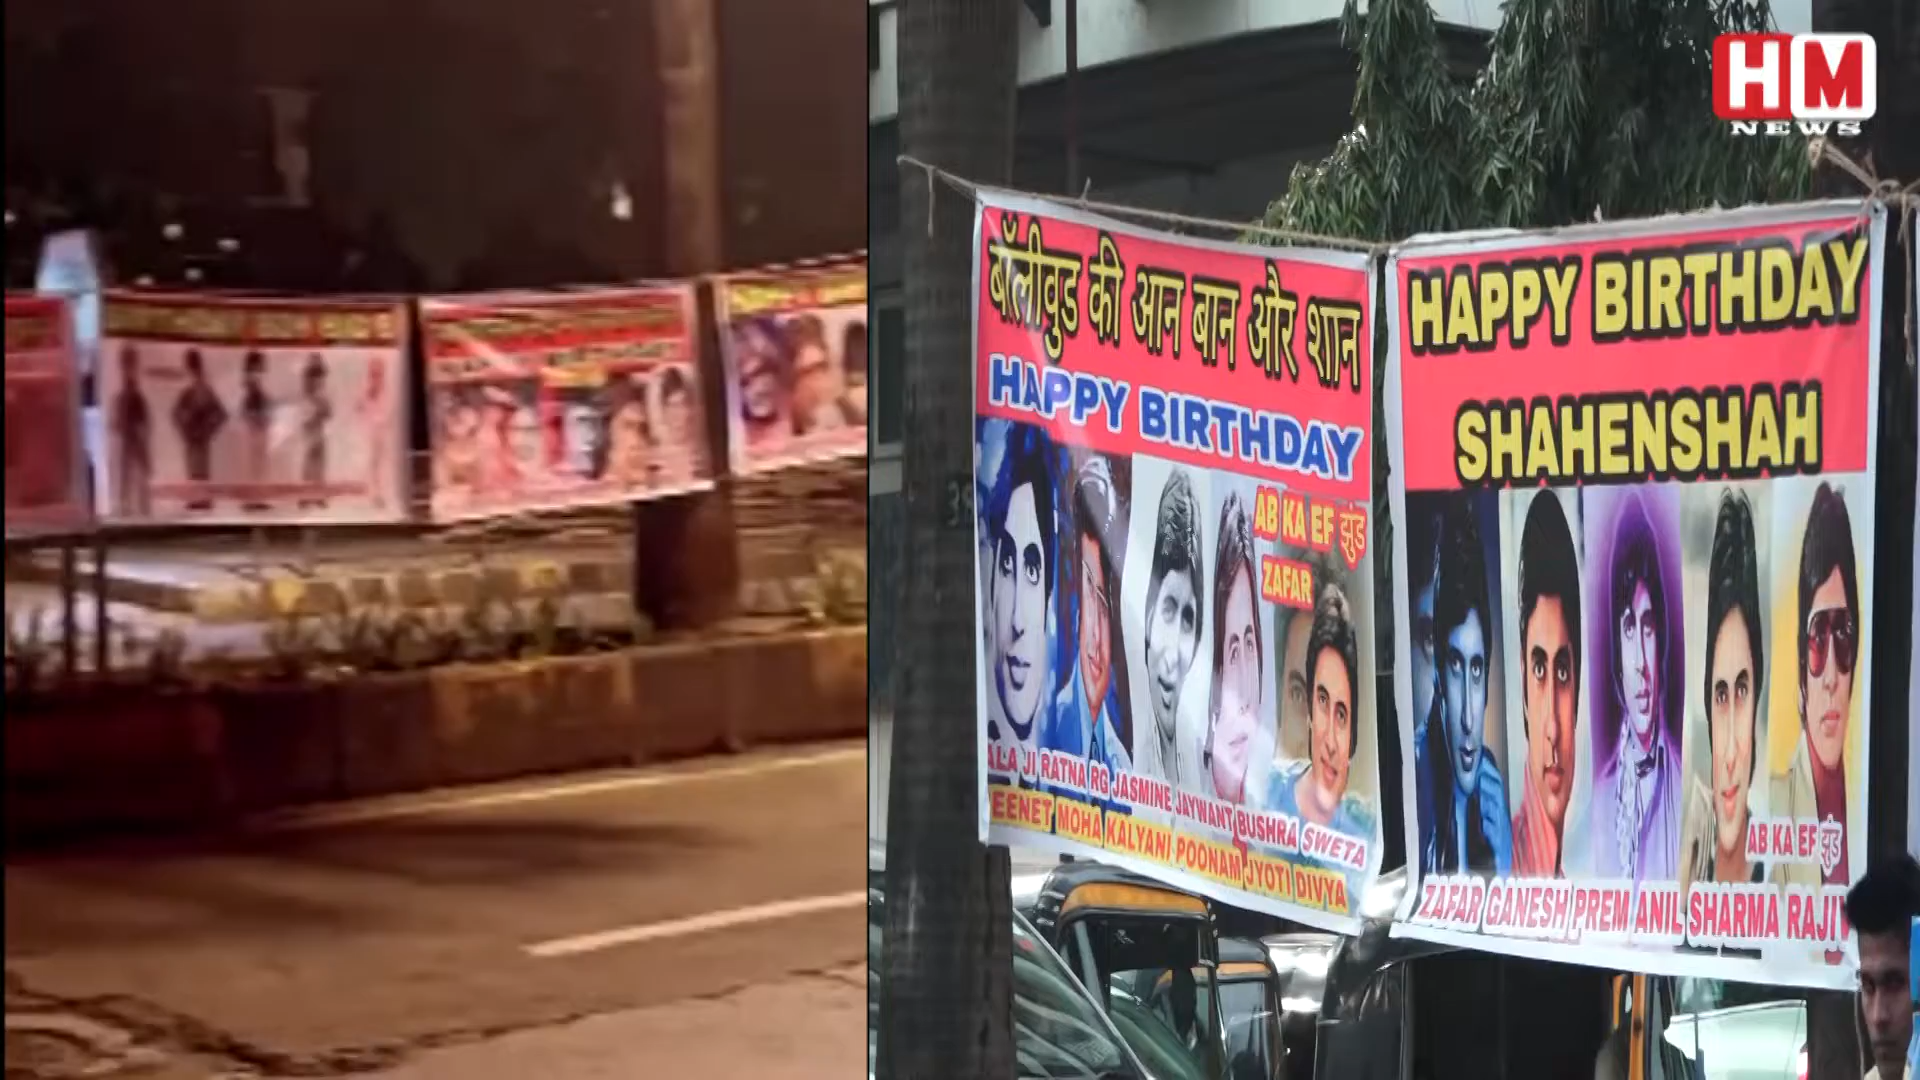 HM
NEWS
बॉलीवुड की आन बान और शान
HAPPY BIRTHDAY
AB KA EF झुंड
ZAFAR
ALA JI RATNA RG JASMINE JAYWANT BUSHRA SWETA
EENET MOHA KALYANI POONAM JYOTI DIVYA
HAPPY BIRTHDAY
SHAHENSHAH
AB KA EF झुंड
ZAFAR GANESH PREM ANIL SHARMA RAJIV